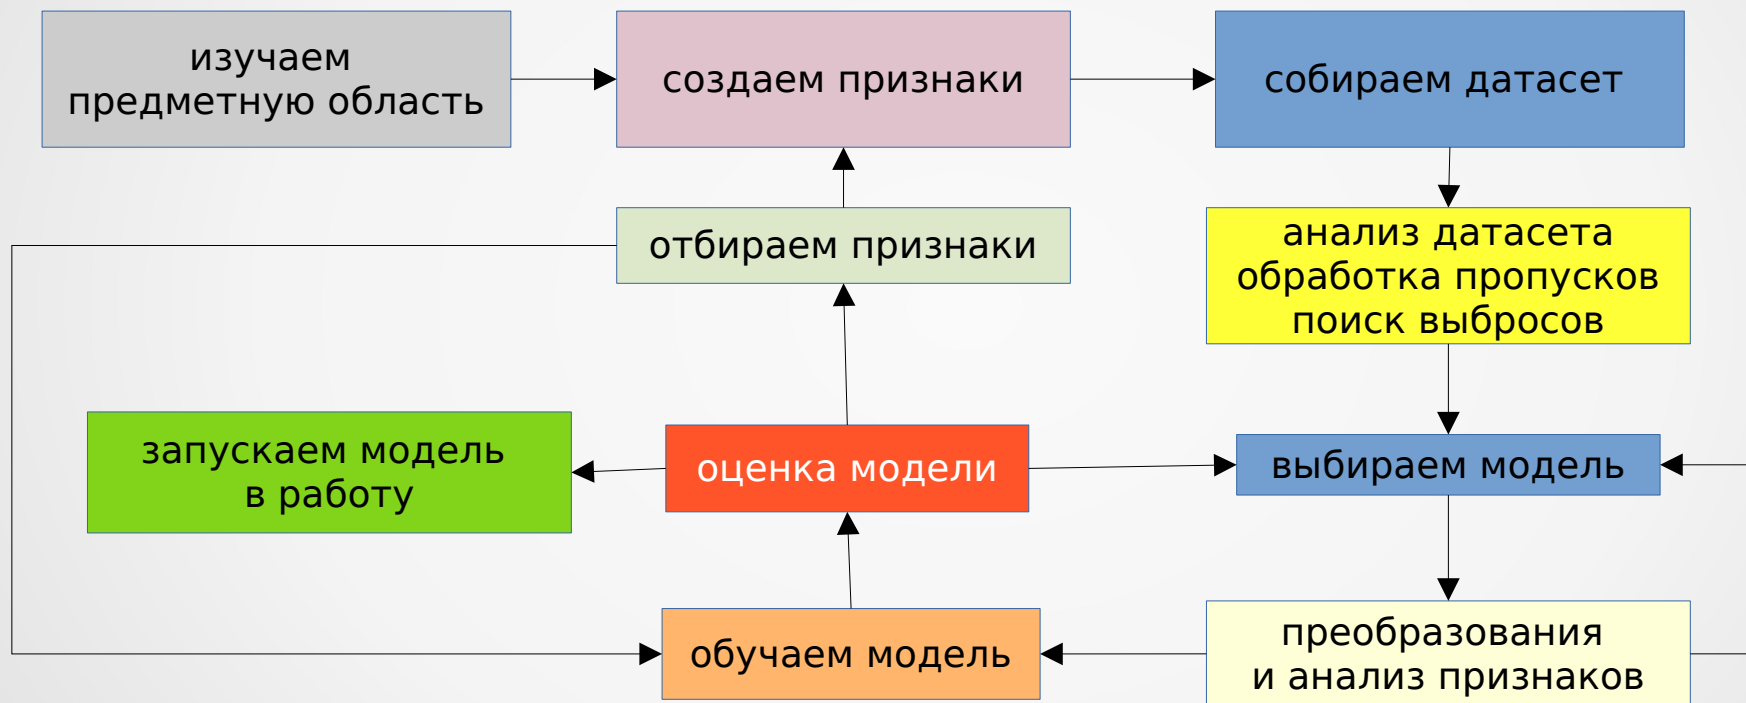 изучаем
предметную область
создаем признаки
собираем датасет
отбираем признаки
анализ датасета
обработка пропусков
поиск выбросов
запускаем модель
в работу
оценка модели
выбираем модель
обучаем модель
преобразования
и анализ признаков